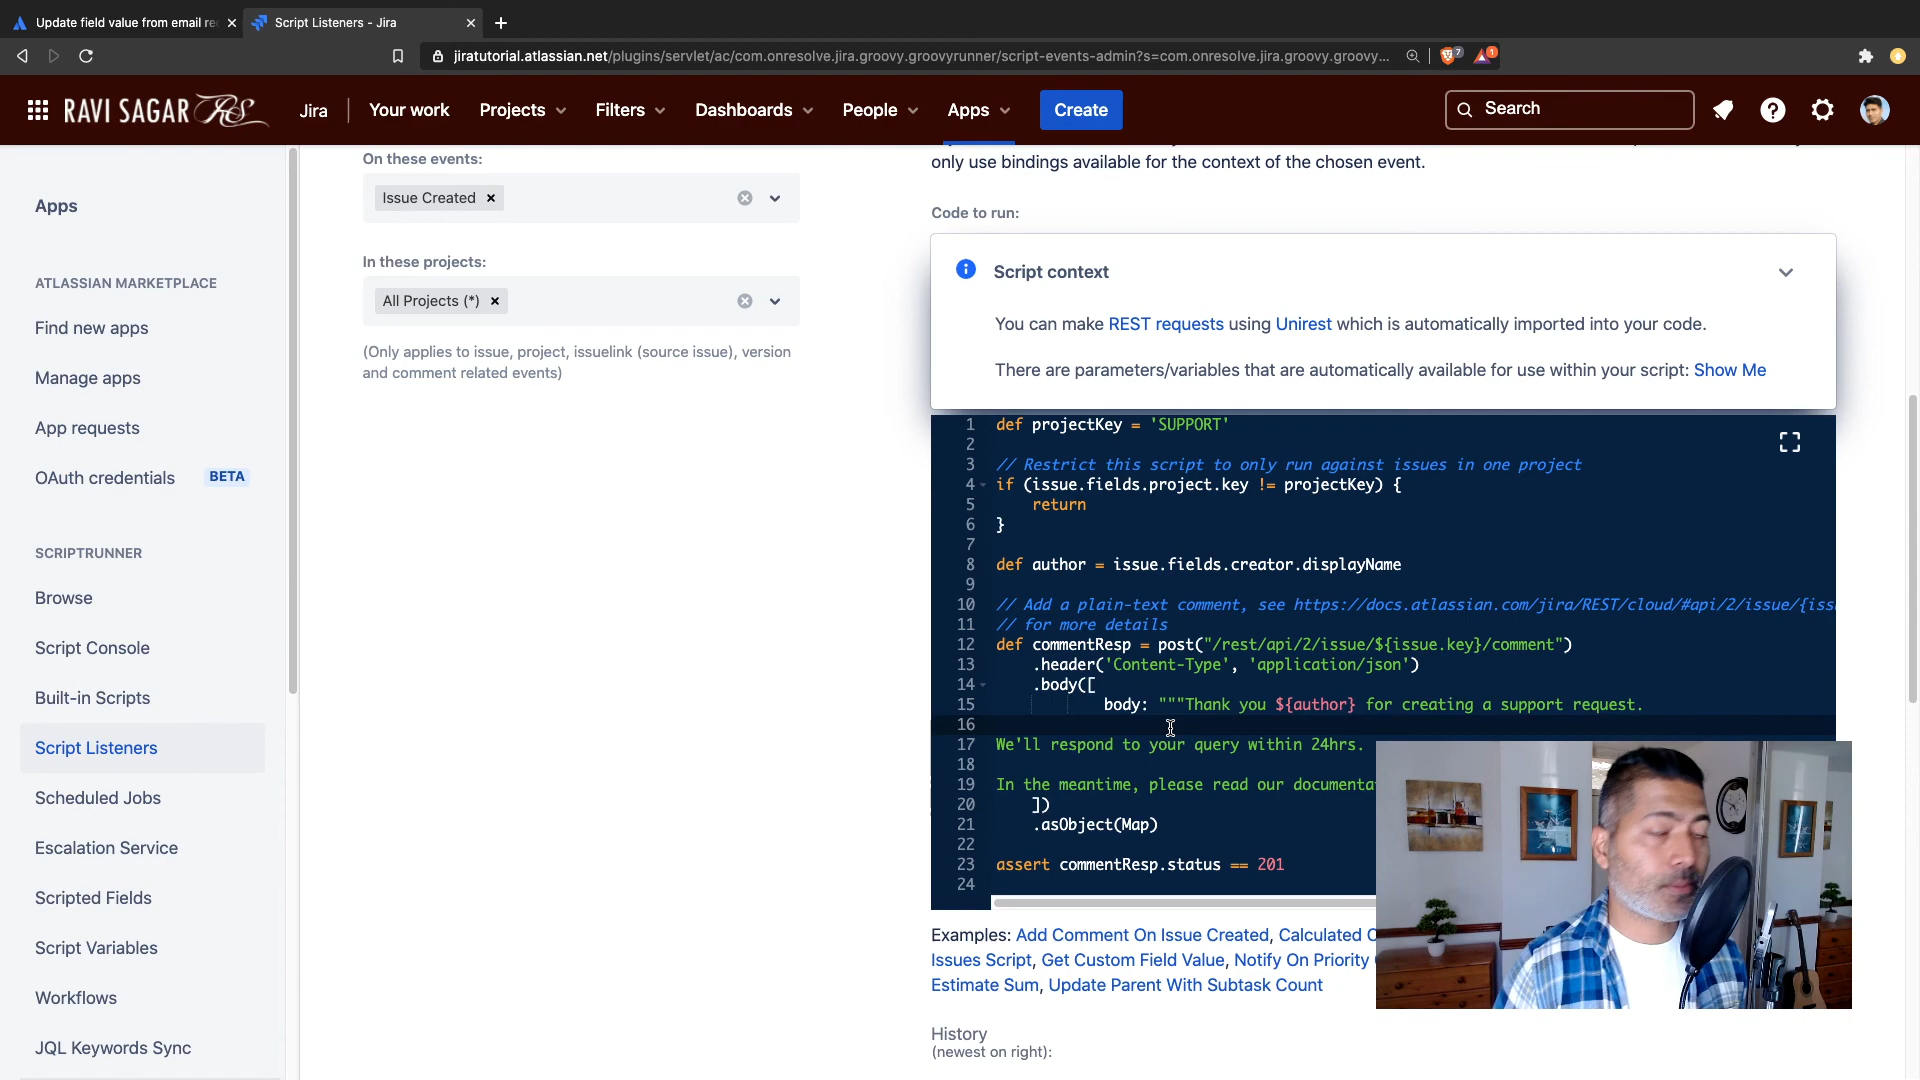 Update field value from email re
Script Listeners - Jira
jiratutorial.atlassian.net/plugins/servlet/ac/com.onresolve.jira.groovy.groovyrunner/script-events-admin?s=com.onresolve.jira.groovy.groovy...
7
1
RAVI SAGAR RS
Jira
Your work
Projects
Filters
Dashboards
People
Apps
Create
Search
Apps
ATLASSIAN MARKETPLACE
Find new apps
Manage apps
App requests
OAuth credentials BETA
SCRIPTRUNNER
Browse
Script Console
Built-in Scripts
Script Listeners
Scheduled Jobs
Escalation Service
Scripted Fields
Script Variables
Workflows
JQL Keywords Sync
On these events:
Issue Created
In these projects:
All Projects (*)
(Only applies to issue, project, issuelink (source issue), version
and comment related events)
only use bindings available for the context of the chosen event.
Code to run:
Script context
You can make REST requests using Unirest which is automatically imported into your code.
There are parameters/variables that are automatically available for use within your script: Show Me
1 def projectKey = 'SUPPORT'
2
3 // Restrict this script to only run against issues in one project
4 if (issue.fields.project.key != projectKey) {
5 return
6 }
7
8 def author = issue.fields.creator.displayName
9
10 // Add a plain-text comment, see https://docs.atlassian.com/jira/REST/cloud/#api/2/issue/{iss
11 // for more details
12 def commentResp = post("/rest/api/2/issue/${issue.key}/comment")
13 .header('Content-Type', 'application/json')
14 .body([
15 body: """Thank you ${author} for creating a support request.
16
17 We'll respond to your query within 24hrs.
18
19 In the meantime, please read our documenta
20 ])
21 .asObject(Map)
22
23 assert commentResp.status == 201
24
Examples: Add Comment On Issue Created, Calculated
Issues Script, Get Custom Field Value, Notify On Priority
Estimate Sum, Update Parent With Subtask Count
History
(newest on right):